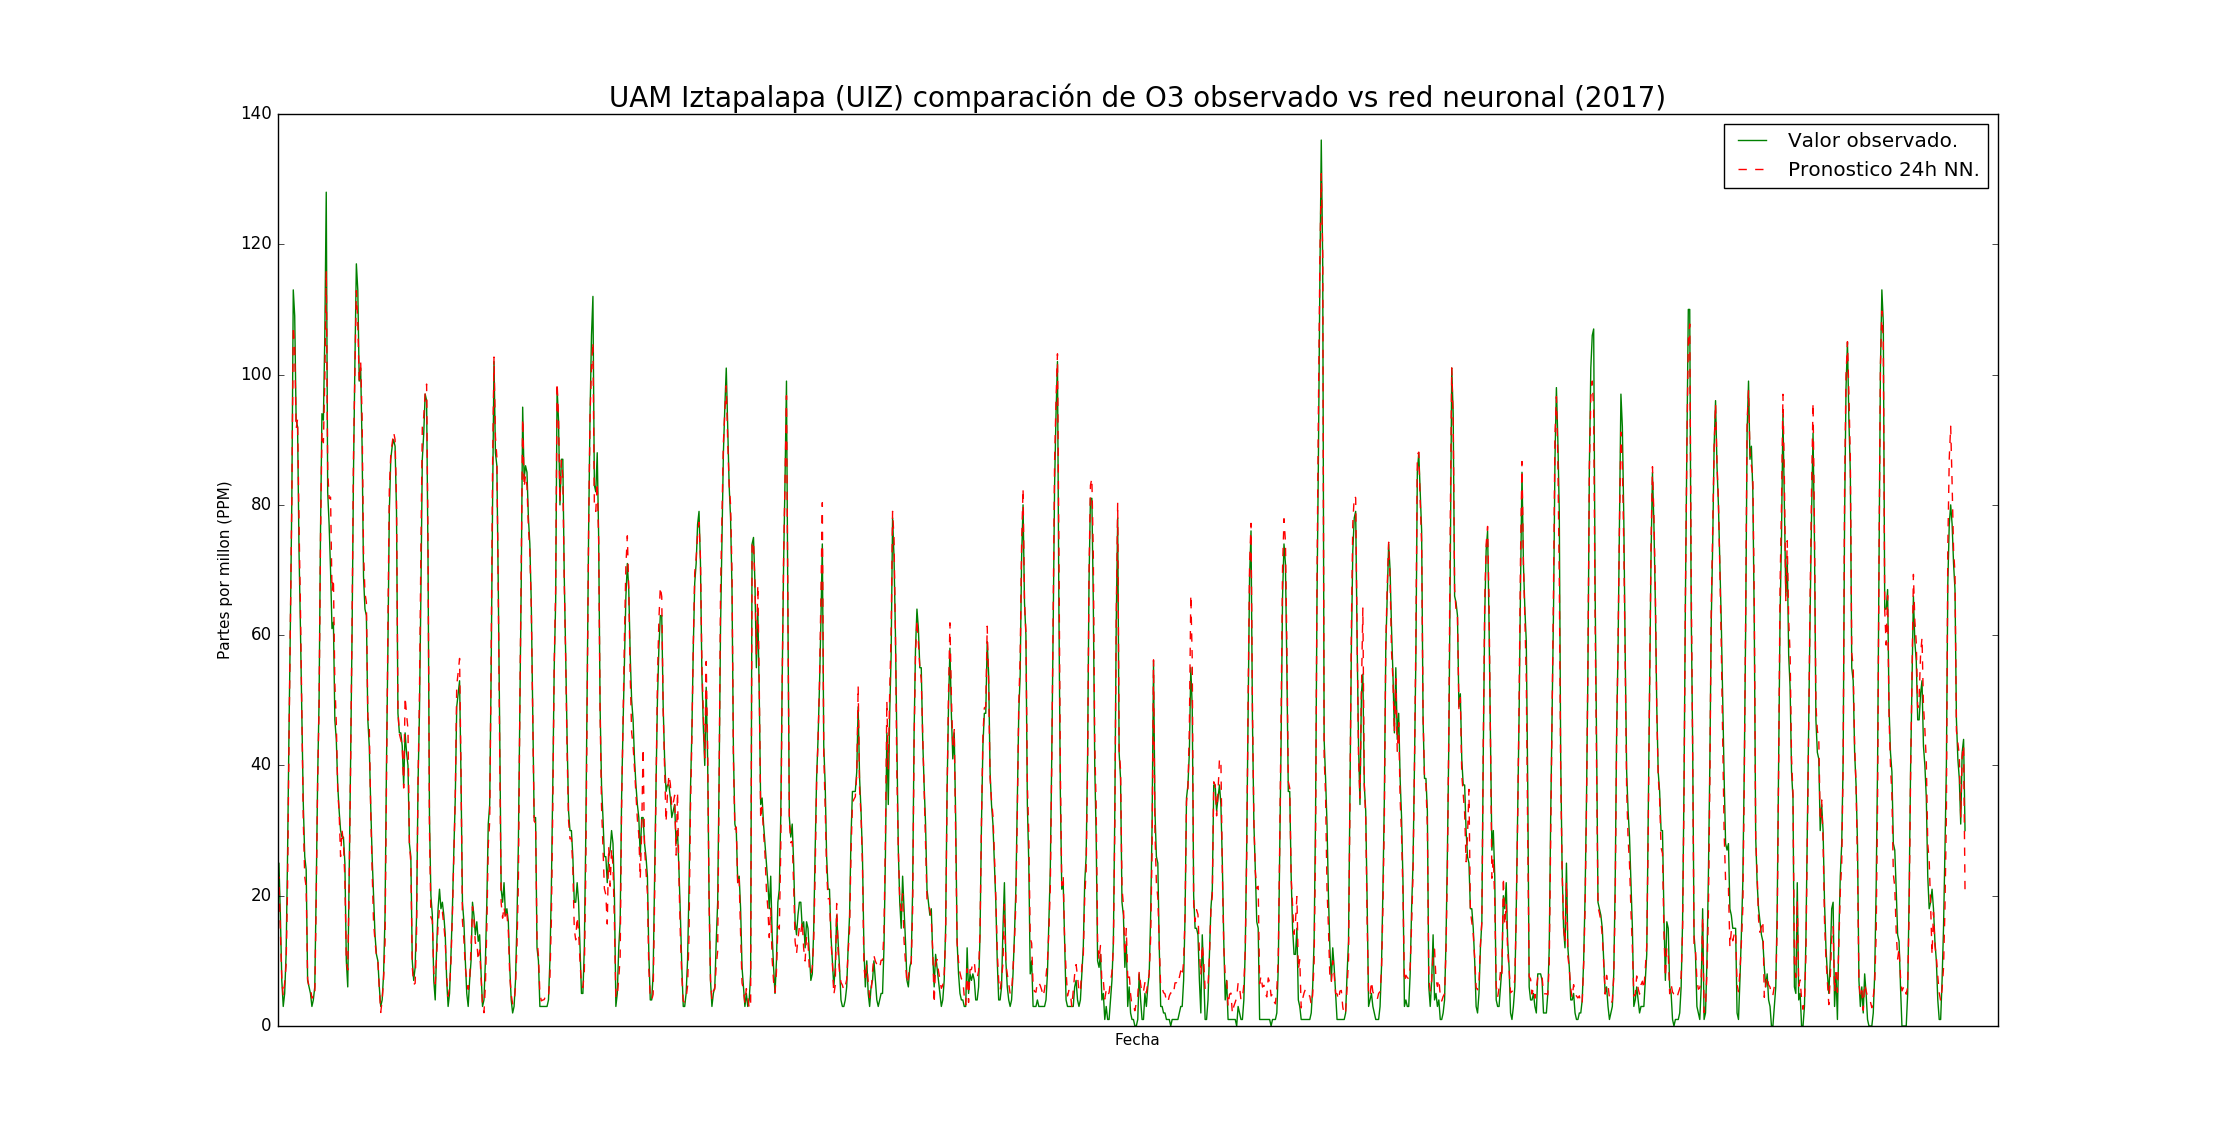 UAM Iztapalapa (UIZ) comparación de O3 observado vs red neuronal (2017)
140
120
100
80
60
40
20
0
Partes por millon (PPM)
Valor observado.
Pronostico 24h NN.
Fecha